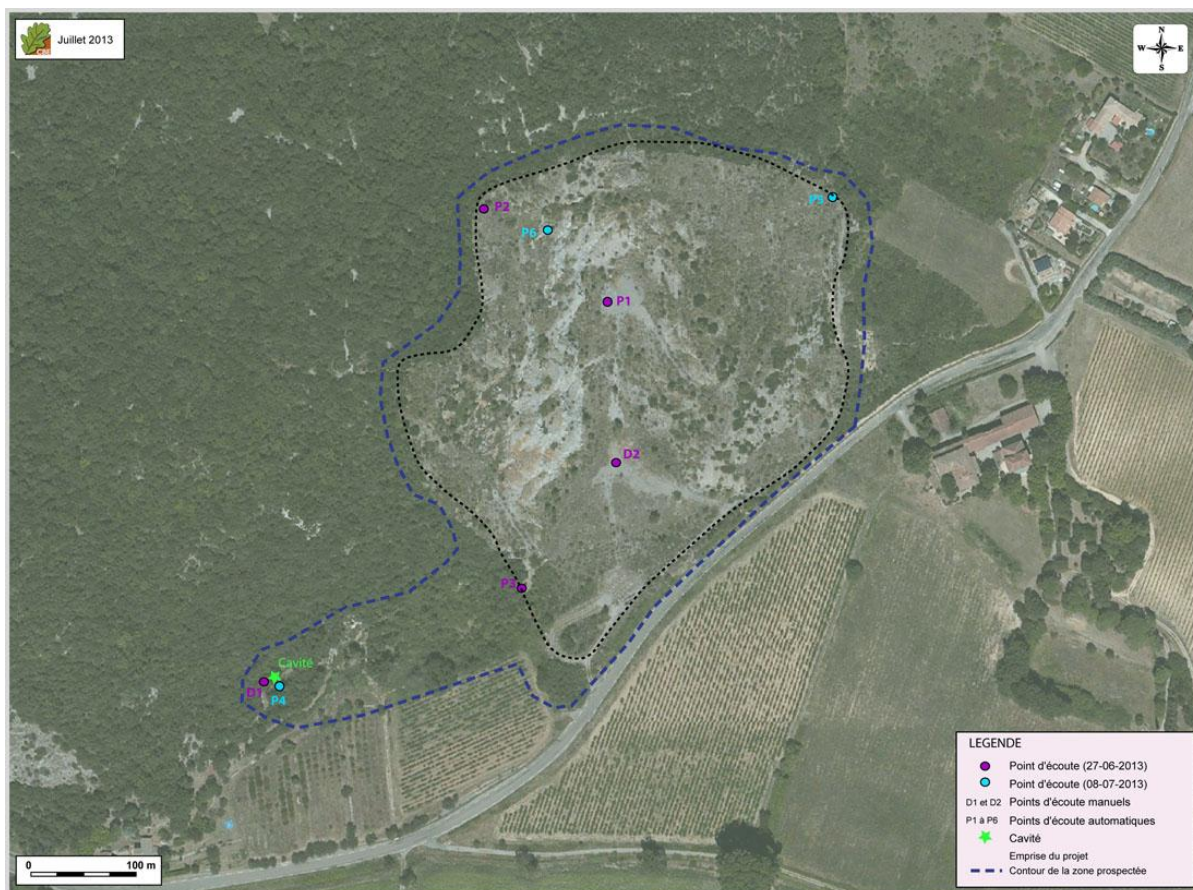 Juillet 2013
N
W E
S
P2
P5
P6
P1
D2
P3
Cavité
D1
P4
0 100 m
LEGENDE
Point d'écoute (27-06-2013)
Point d'écoute (08-07-2013)
D1 et D2 Points d'écoute manuels
P1 à P6 Points d'écoute automatiques
Cavité
Emprise du projet
Contour de la zone prospectée